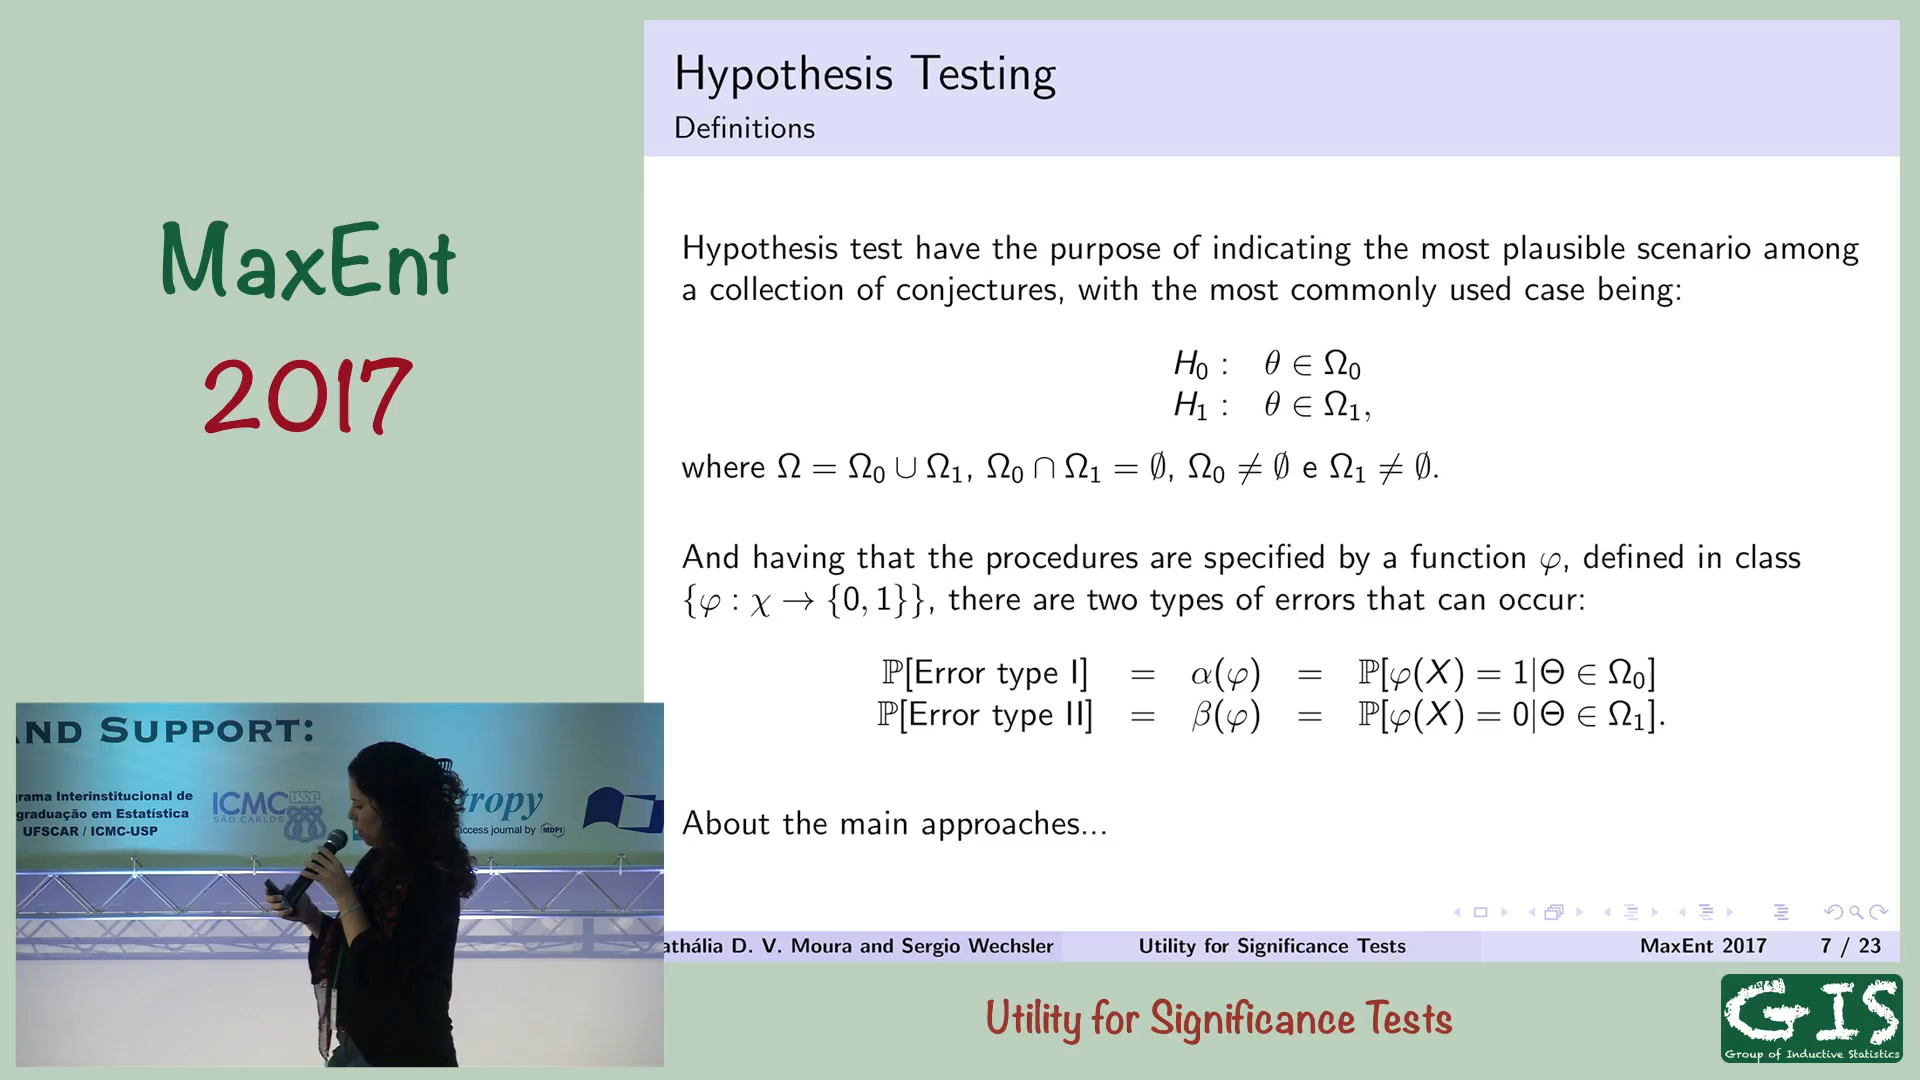 MaxEnt
2017
Hypothesis Testing
Definitions
Hypothesis test have the purpose of indicating the most plausible scenario among
a collection of conjectures, with the most commonly used case being:
H₀ : θ ∈ Ω₀
H₁ : θ ∈ Ω₁,
where Ω = Ω₀ ∪ Ω₁, Ω₀ ∩ Ω₁ = ∅, Ω₀ ≠ ∅ e Ω₁ ≠ ∅.
And having that the procedures are specified by a function φ, defined in class
{φ : χ → {0, 1}}, there are two types of errors that can occur:
ℙ[Error type I] = α(φ) = ℙ[φ(X) = 1|Θ ∈ Ω₀]
ℙ[Error type II] = β(φ) = ℙ[φ(X) = 0|Θ ∈ Ω₁].
About the main approaches...
athália D. V. Moura and Sergio Wechsler Utility for Significance Tests MaxEnt 2017 7 / 23
ND SUPPORT:
rama Interinstitucional de
graduação em Estatística
UFSCAR / ICMC-USP
ICMC USP
SÃO CARLOS
tropy
access journal by MDPI
Utility for Significance Tests
GIS
Group of Inductive Statistics